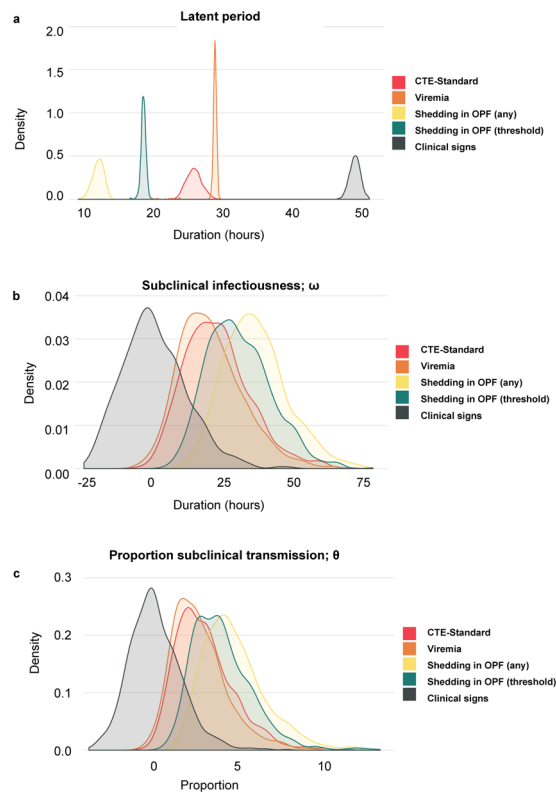 a
Latent period
2.0
1.5
1.0
0.5
0.0
Density
10 20 30 40 50
Duration (hours)
CTE-Standard
Viremia
Shedding in OPF (any)
Shedding in OPF (threshold)
Clinical signs
b
Subclinical infectiousness; ω
0.04
0.03
0.02
0.01
0.00
Density
-25 0 25 50 75
Duration (hours)
CTE-Standard
Viremia
Shedding in OPF (any)
Shedding in OPF (threshold)
Clinical signs
Proportion subclinical transmission; θ
c
0.3
0.2
0.1
0.0
Density
0 5 10
Proportion
CTE-Standard
Viremia
Shedding in OPF (any)
Shedding in OPF (threshold)
Clinical signs